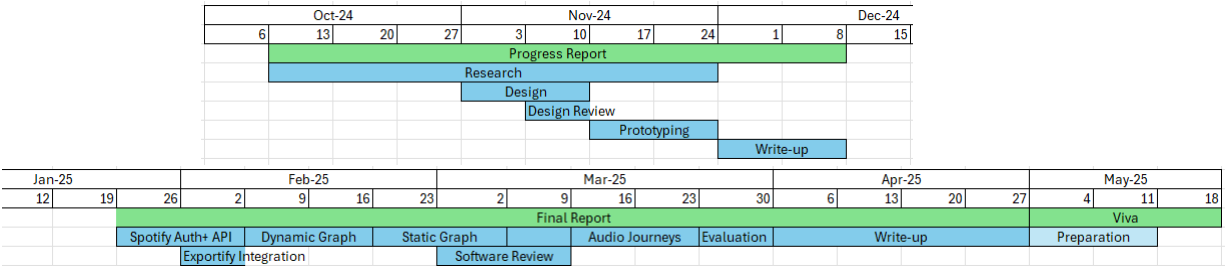 Oct-24 Nov-24 Dec-24
6 13 20 27 3 10 17 24 1 8 15
Progress Report
Research
Design
Design Review
Prototyping
Write-up
Jan-25 Feb-25 Mar-25 Apr-25 May-25
12 19 26 2 9 16 23 2 9 16 23 30 6 13 20 27 4 11 18
Final Report Viva
Spotify Auth+ API Dynamic Graph Static Graph Audio Journeys Evaluation Write-up Preparation
Exportify Integration Software Review